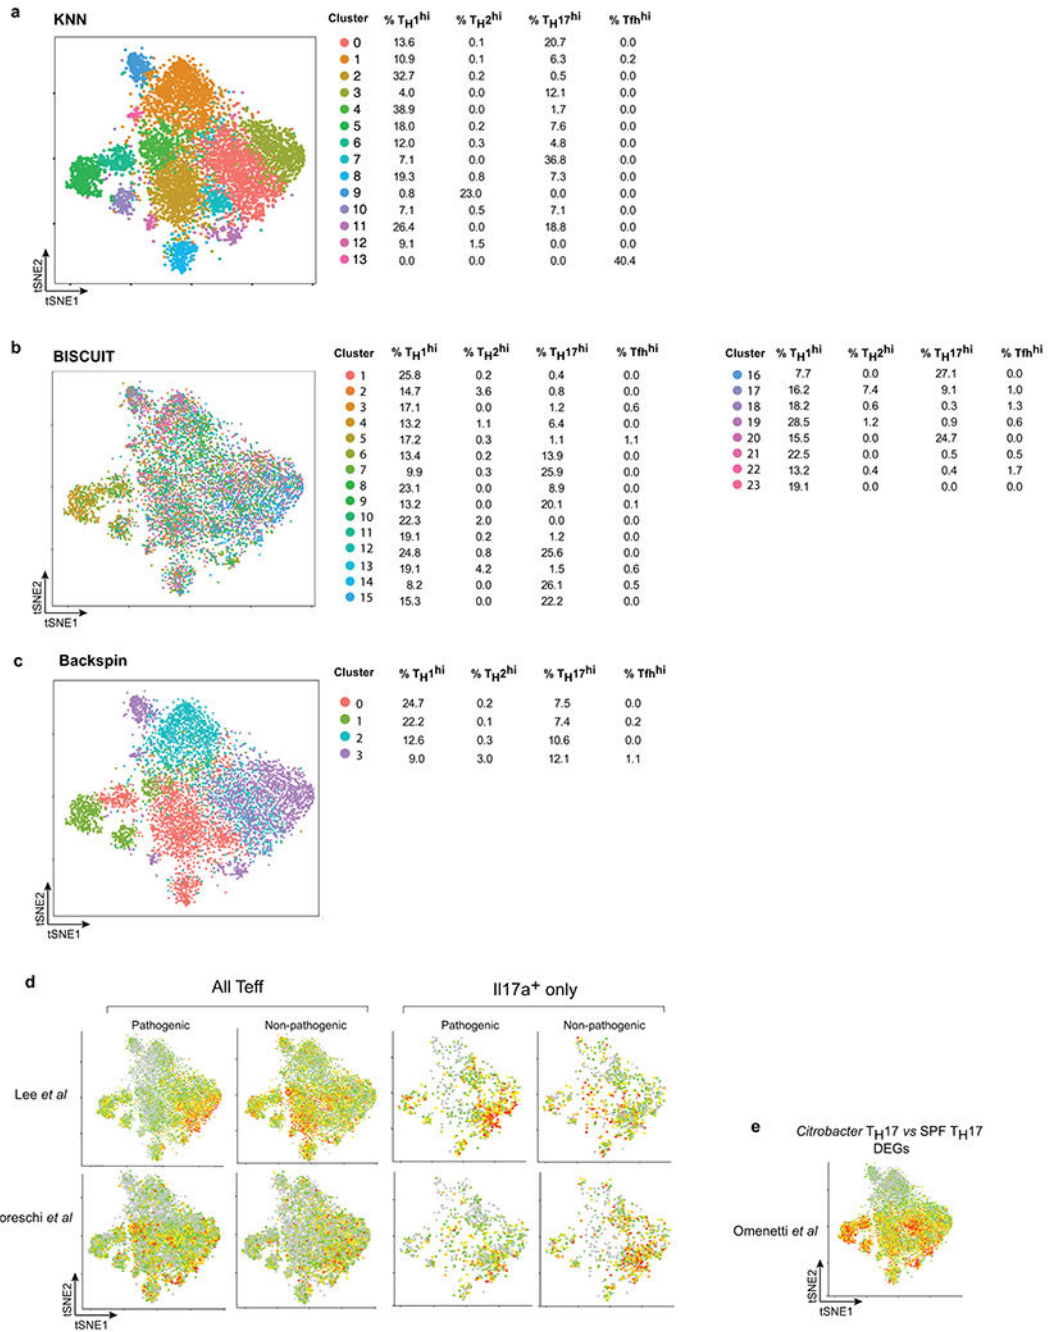 a
KNN
Cluster % TH1hi % TH2hi % TH17hi % Tfhhi
0 13.6 0.1 20.7 0.0
1 10.9 0.1 6.3 0.2
2 32.7 0.2 0.5 0.0
3 4.0 0.0 12.1 0.0
4 38.9 0.0 1.7 0.0
5 18.0 0.2 7.6 0.0
6 12.0 0.3 4.8 0.0
7 7.1 0.0 36.8 0.0
8 19.3 0.8 7.3 0.0
9 0.8 23.0 0.0 0.0
10 7.1 0.5 7.1 0.0
11 26.4 0.0 18.8 0.0
12 9.1 1.5 0.0 0.0
13 0.0 0.0 0.0 40.4
tSNE2
tSNE1
b
BISCUIT
Cluster % TH1hi % TH2hi % TH17hi % Tfhhi
1 25.8 0.2 0.4 0.0
2 14.7 3.6 0.8 0.0
3 17.1 0.0 1.2 0.6
4 13.2 1.1 6.4 0.0
5 17.2 0.3 1.1 1.1
6 13.4 0.2 13.9 0.0
7 9.9 0.3 25.9 0.0
8 23.1 0.0 8.9 0.0
9 13.2 0.0 20.1 0.1
10 22.3 2.0 0.0 0.0
11 19.1 0.2 1.2 0.0
12 24.8 0.8 25.6 0.0
13 19.1 4.2 1.5 0.6
14 8.2 0.0 26.1 0.5
15 15.3 0.0 22.2 0.0
Cluster % TH1hi % TH2hi % TH17hi % Tfhhi
16 7.7 0.0 27.1 0.0
17 16.2 7.4 9.1 1.0
18 18.2 0.6 0.3 1.3
19 28.5 1.2 0.9 0.6
20 15.5 0.0 24.7 0.0
21 22.5 0.0 0.5 0.5
22 13.2 0.4 0.4 1.7
23 19.1 0.0 0.0 0.0
tSNE2
tSNE1
c
Backspin
Cluster % TH1hi % TH2hi % TH17hi % Tfhhi
0 24.7 0.2 7.5 0.0
1 22.2 0.1 7.4 0.2
2 12.6 0.3 10.6 0.0
3 9.0 3.0 12.1 1.1
tSNE2
tSNE1
d
All Teff
Il17a+ only
Pathogenic Non-pathogenic Pathogenic Non-pathogenic
Lee et al
oreschi et al
tSNE2
tSNE1
e
Citrobacter TH17 vs SPF TH17
DEGs
Omenetti et al
tSNE2
tSNE1